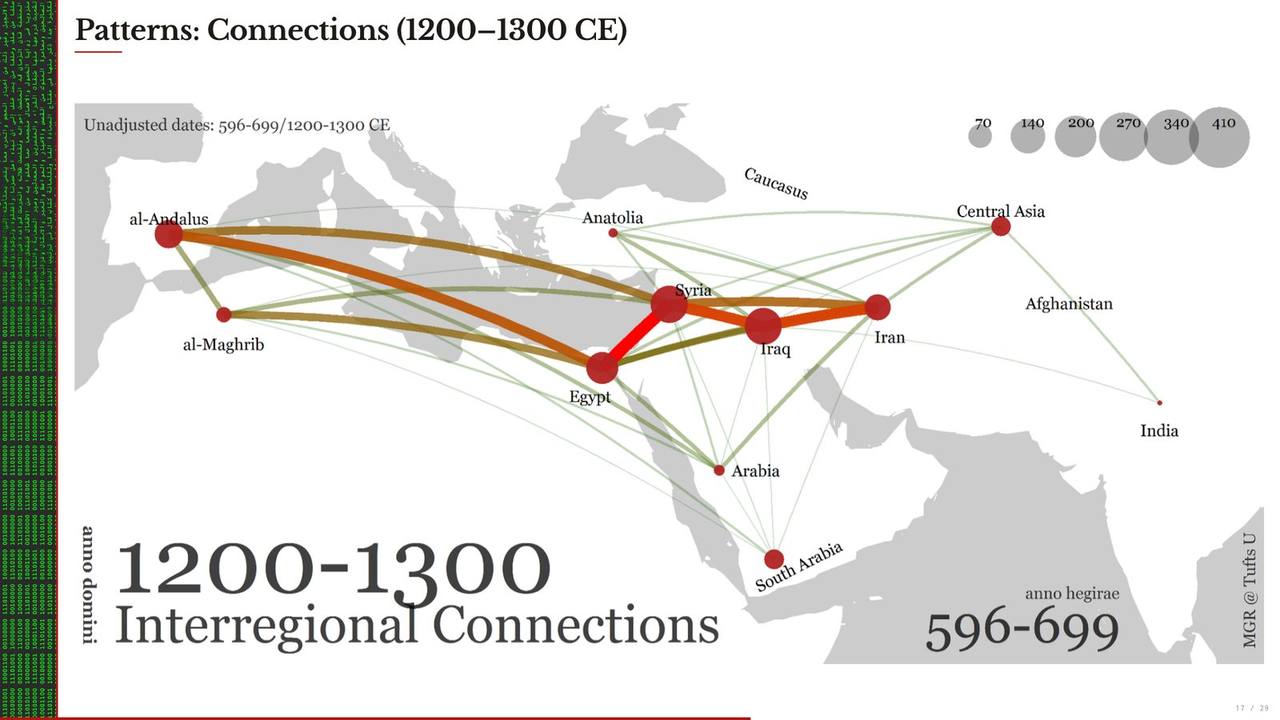 Patterns: Connections (1200–1300 CE)
Unadjusted dates: 596-699/1200-1300 CE
70 140 200 270 340 410
Caucasus
al-Andalus
Anatolia
Central Asia
Syria
Afghanistan
al-Maghrib
Iraq
Iran
Egypt
India
Arabia
South Arabia
anno domini
1200-1300
Interregional Connections
anno hegirae
596-699
MGR @ Tufts U
17 / 29